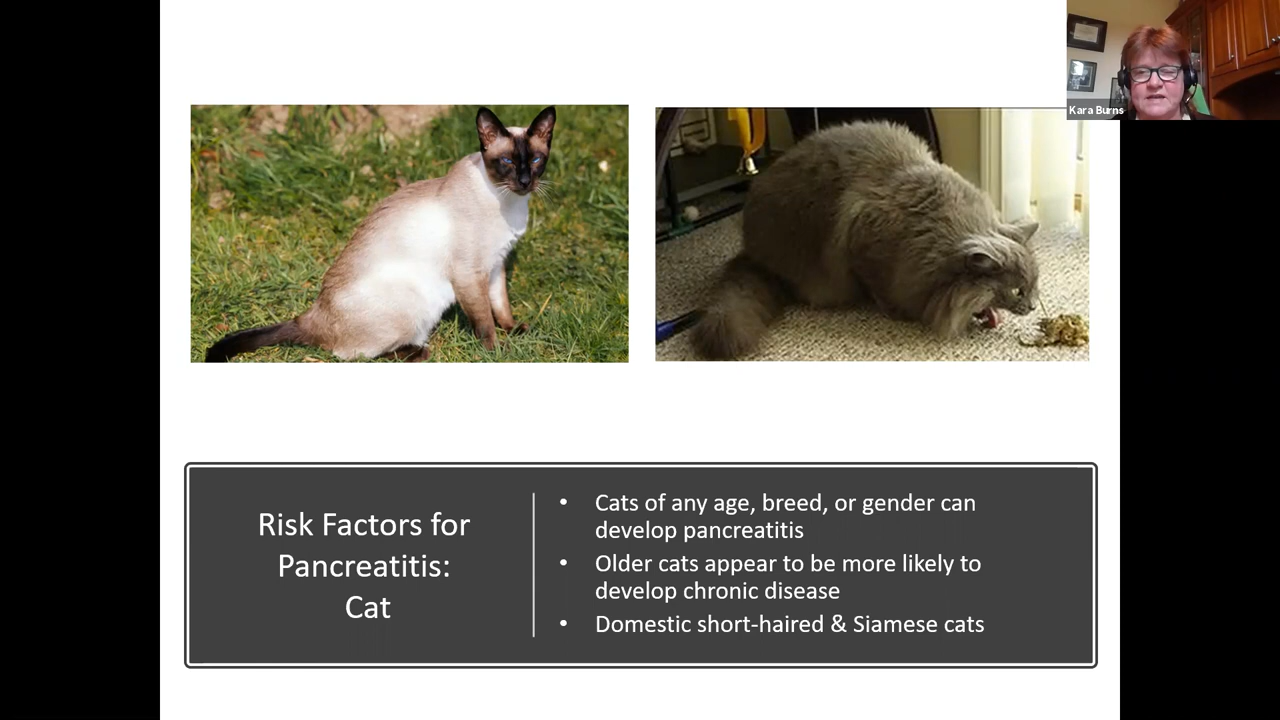 Kara Burns
Risk Factors for
Pancreatitis:
Cat
• Cats of any age, breed, or gender can
develop pancreatitis
• Older cats appear to be more likely to
develop chronic disease
• Domestic short-haired & Siamese cats